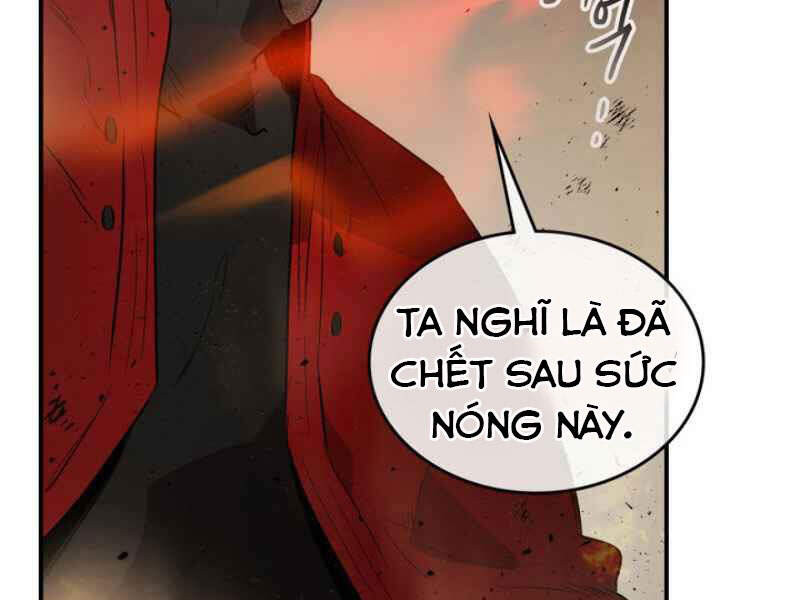 TA NGHĨ LÀ ĐÃ
CHẾT SAU SỨC
NÓNG NÀY.